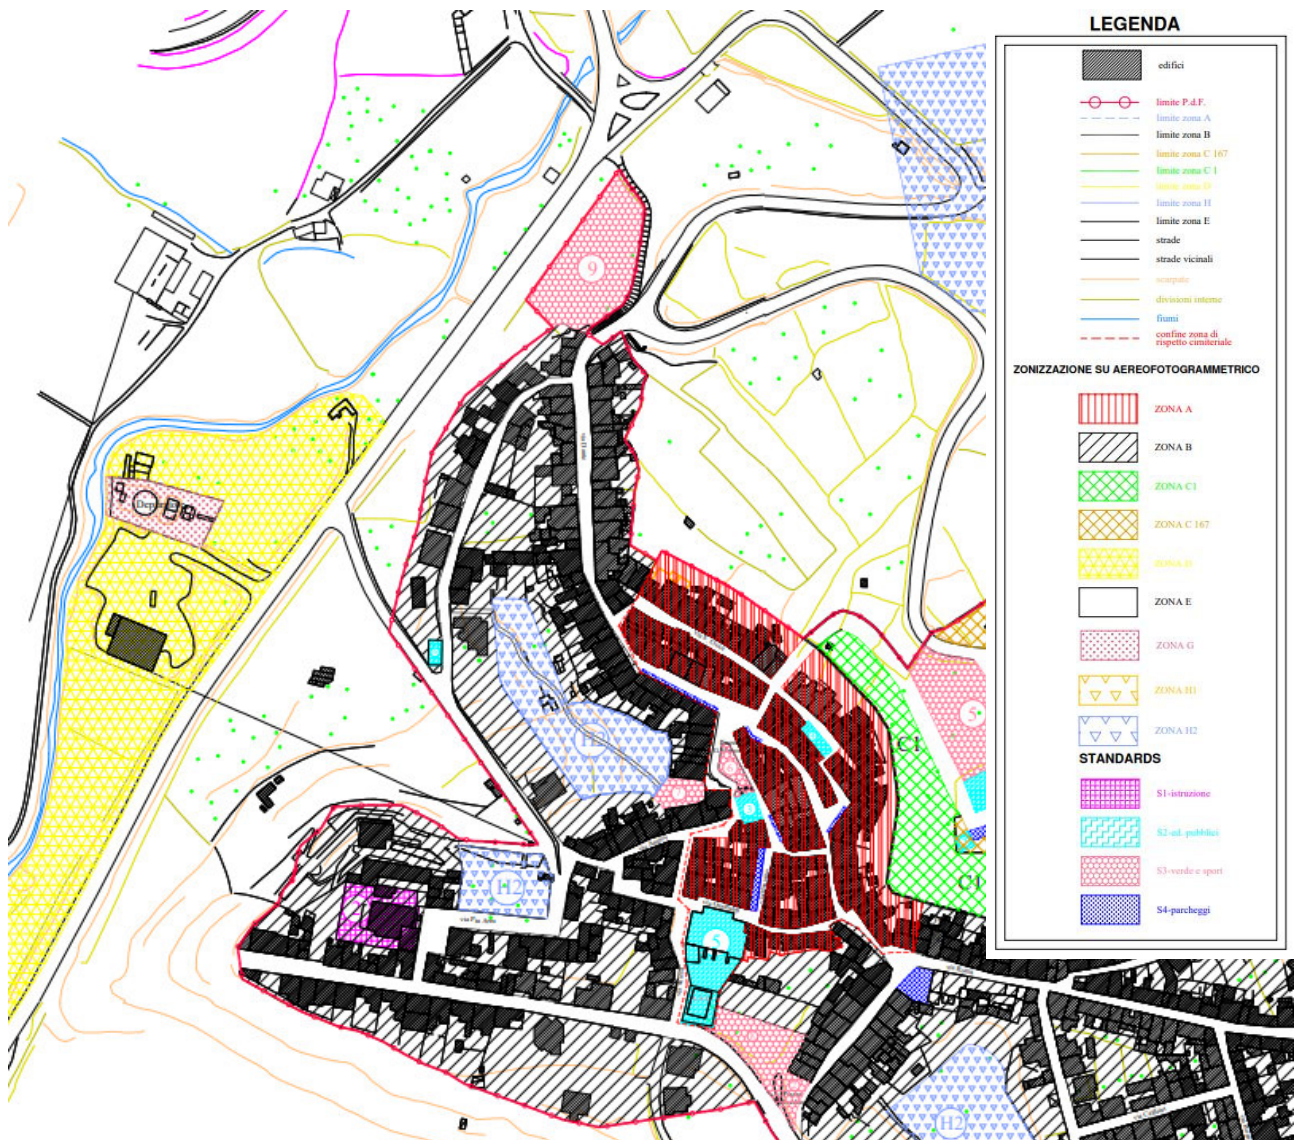 LEGENDA
edifici
limite P.d.F.
limite zona A
limite zona B
limite zona C 167
limite zona C 1
limite zona D
limite zona H
limite zona E
strade
strade vicinali
scarpate
divisioni interne
fiumi
confine zona di
rispetto cimiteriale
ZONIZZAZIONE SU AEREOFOTOGRAMMETRICO
ZONA A
ZONA B
ZONA C1
ZONA C 167
ZONA D
ZONA E
ZONA G
ZONA H1
ZONA H2
STANDARDS
S1-istruzione
S2-ed. pubblici
S3-verde e sport
S4-parcheggi
9
5
C1
H2
C1
H2
5
H2